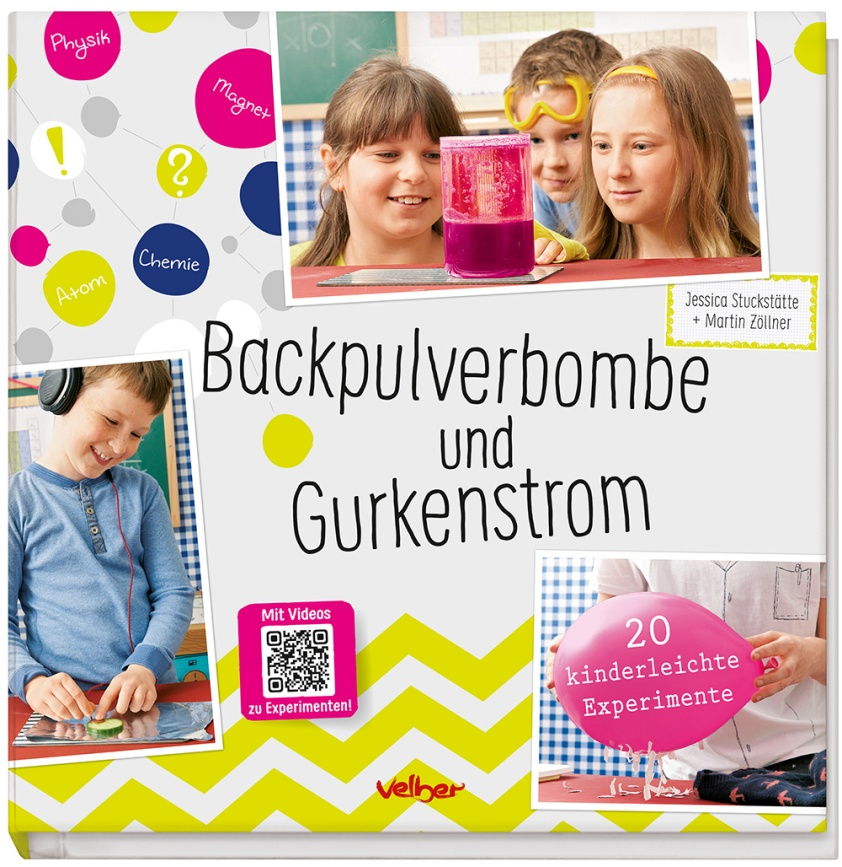 Physik
Magnet
!
?
Chemie
Atom
Jessica Stuckstätte
+ Martin Zöllner
Backpulverbombe
und
Gurkenstrom
Mit Videos
zu Experimenten!
20
kinderleichte
Experimente
velber